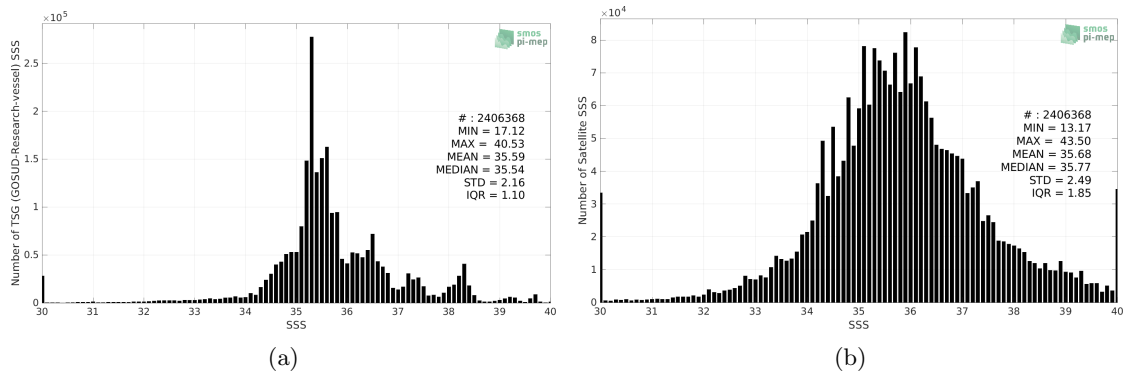 ×10⁵
smos
pi-mep
Number of TSG (GOSUD-Research-vessel) SSS
2.5
2
1.5
1
0.5
0
# : 2406368
MIN = 17.12
MAX = 40.53
MEAN = 35.59
MEDIAN = 35.54
STD = 2.16
IQR = 1.10
30 31 32 33 34 35 36 37 38 39 40
SSS
(a)
×10⁴
smos
pi-mep
Number of Satellite SSS
8
7
6
5
4
3
2
1
0
# : 2406368
MIN = 13.17
MAX = 43.50
MEAN = 35.68
MEDIAN = 35.77
STD = 2.49
IQR = 1.85
30 31 32 33 34 35 36 37 38 39 40
SSS
(b)